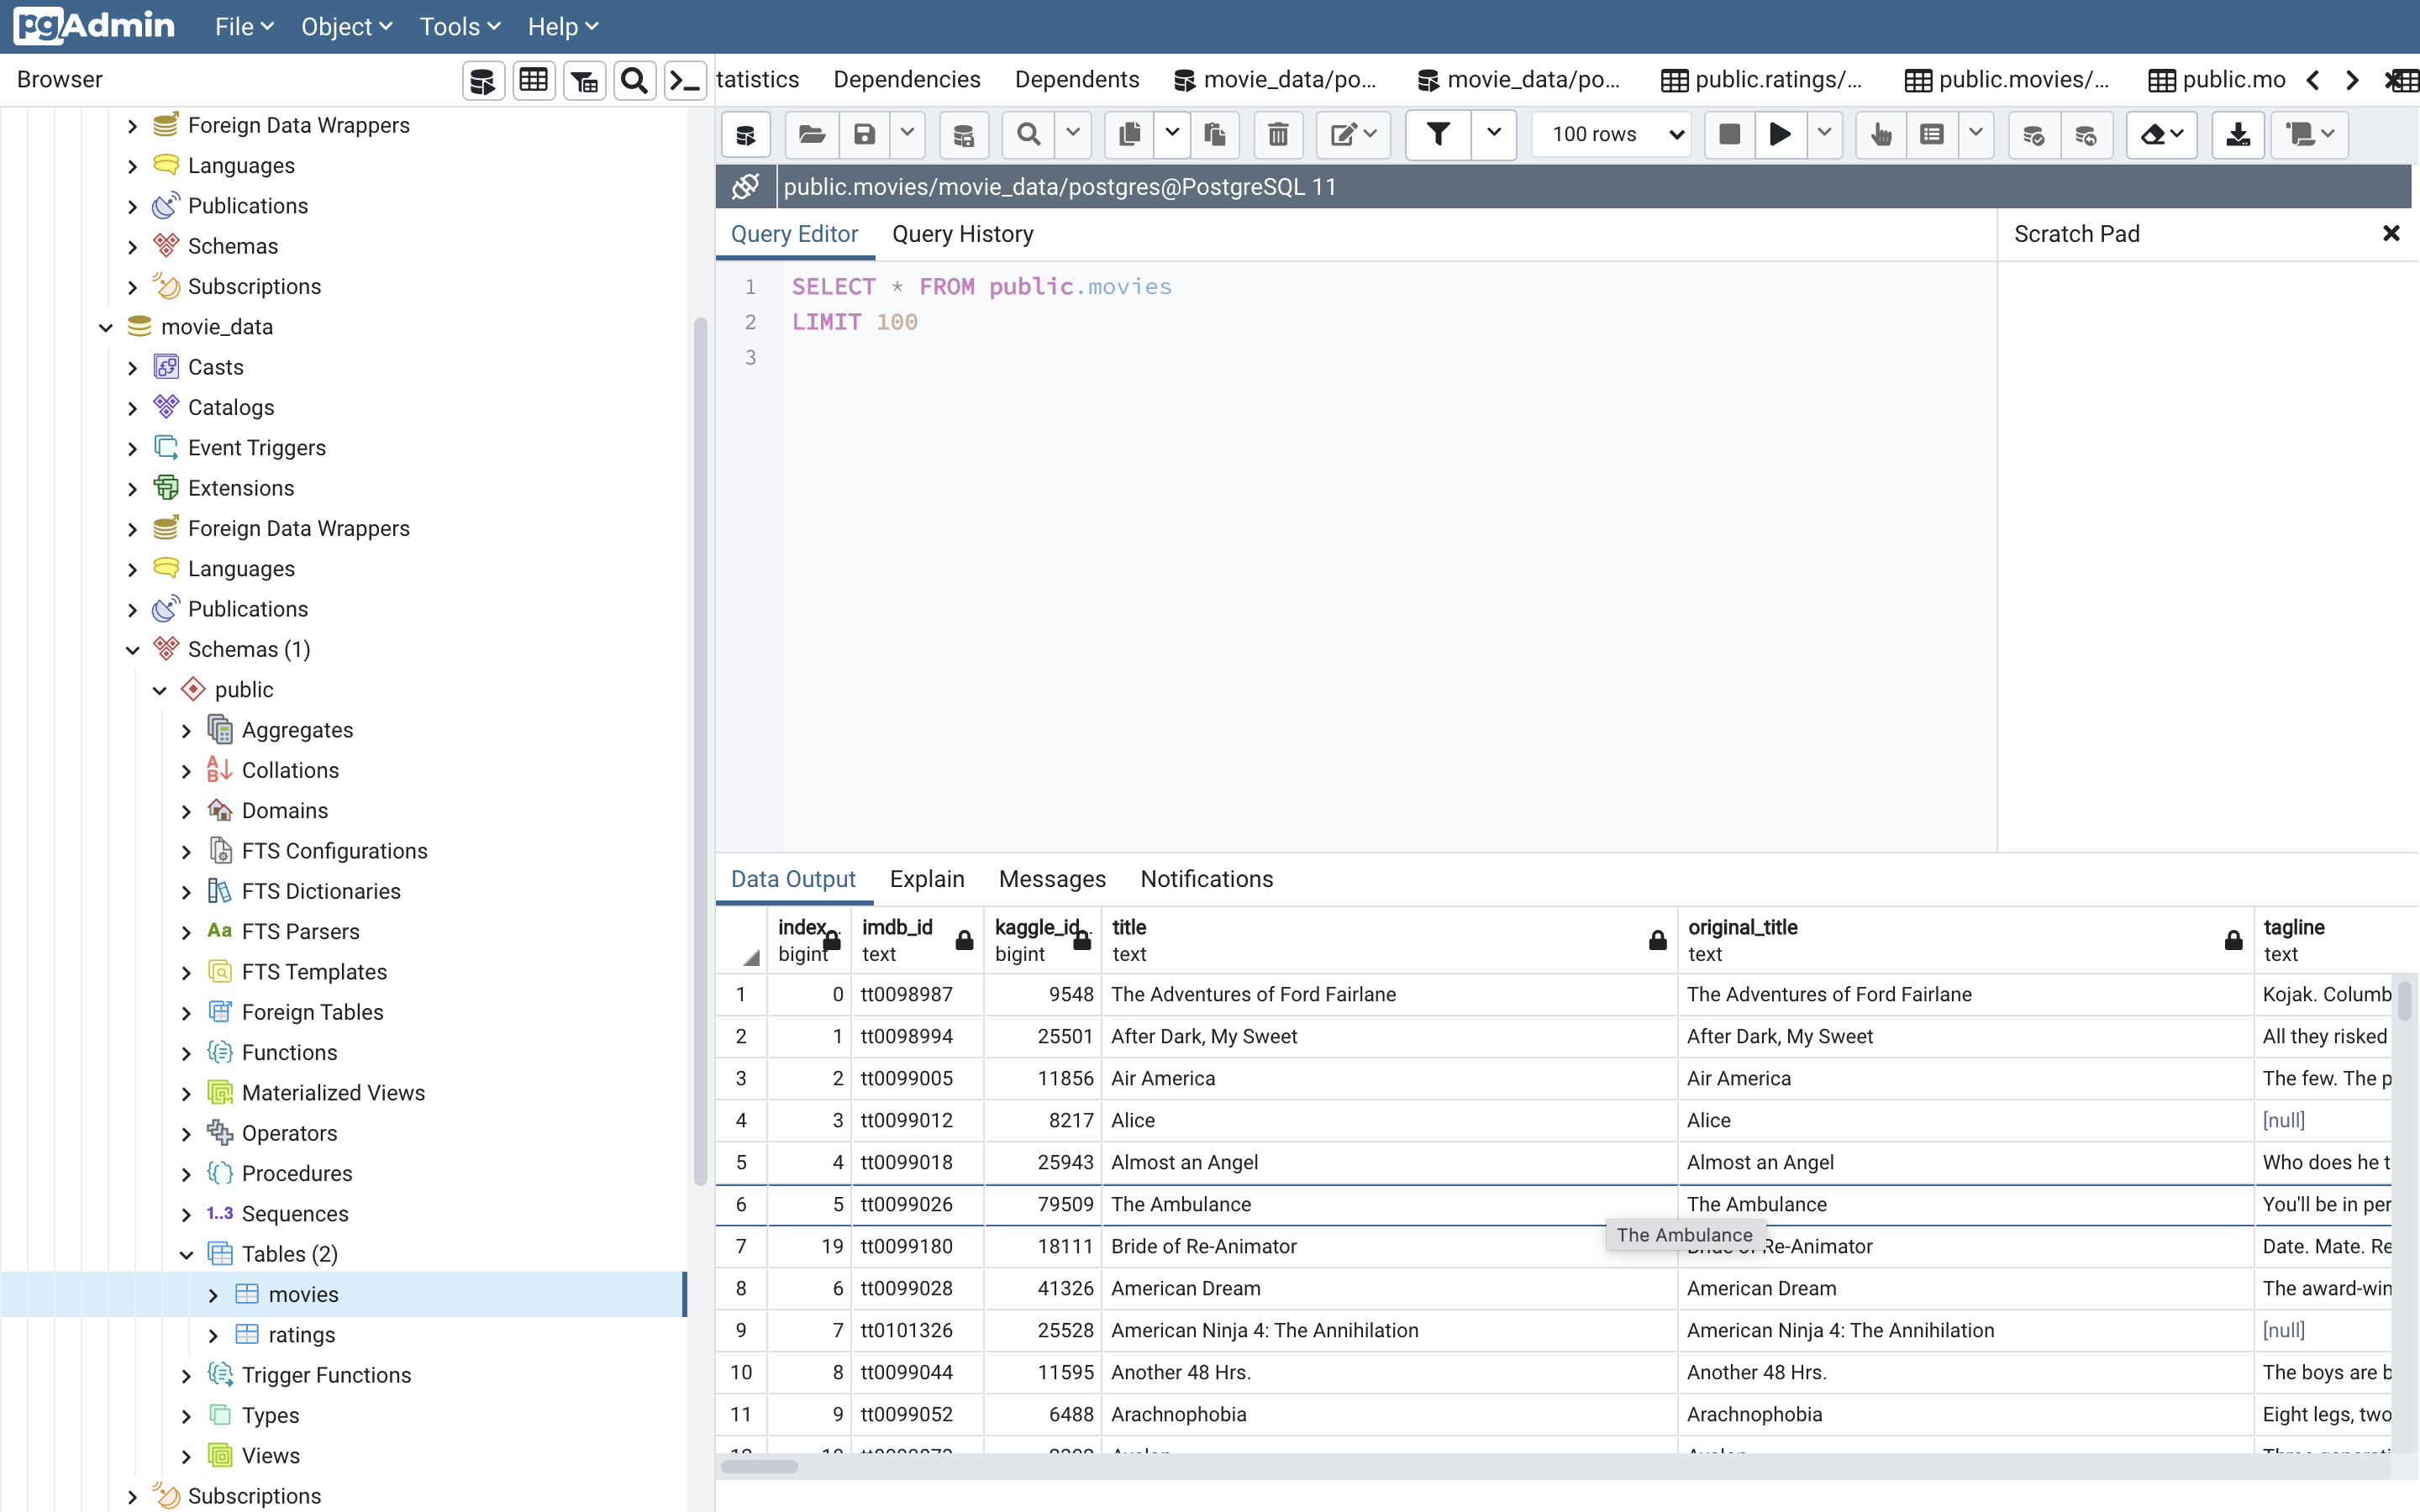 pgAdmin File Object Tools Help
Browser
tatistics Dependencies Dependents movie_data/po... movie_data/po... public.ratings/... public.movies/... public.mo
100 rows
public.movies/movie_data/postgres@PostgreSQL 11
Query Editor Query History
Scratch Pad
1 SELECT * FROM public.movies
2 LIMIT 100
3
Foreign Data Wrappers
Languages
Publications
Schemas
Subscriptions
movie_data
Casts
Catalogs
Event Triggers
Extensions
Foreign Data Wrappers
Languages
Publications
Schemas (1)
public
Aggregates
Collations
Domains
FTS Configurations
FTS Dictionaries
Aa FTS Parsers
FTS Templates
Foreign Tables
Functions
Materialized Views
Operators
Procedures
1..3 Sequences
Tables (2)
movies
ratings
Trigger Functions
Types
Views
Subscriptions
Data Output Explain Messages Notifications
index imdb_id kaggle_id title original_title tagline
bigint text bigint text text text
1 0 tt0098987 9548 The Adventures of Ford Fairlane The Adventures of Ford Fairlane Kojak. Columb
2 1 tt0098994 25501 After Dark, My Sweet After Dark, My Sweet All they risked
3 2 tt0099005 11856 Air America Air America The few. The p
4 3 tt0099012 8217 Alice Alice [null]
5 4 tt0099018 25943 Almost an Angel Almost an Angel Who does he t
6 5 tt0099026 79509 The Ambulance The Ambulance You'll be in per
The Ambulance
7 19 tt0099180 18111 Bride of Re-Animator Re-Animator Date. Mate. Re
8 6 tt0099028 41326 American Dream American Dream The award-win
9 7 tt0101326 25528 American Ninja 4: The Annihilation American Ninja 4: The Annihilation [null]
10 8 tt0099044 11595 Another 48 Hrs. Another 48 Hrs. The boys are b
11 9 tt0099052 6488 Arachnophobia Arachnophobia Eight legs, two